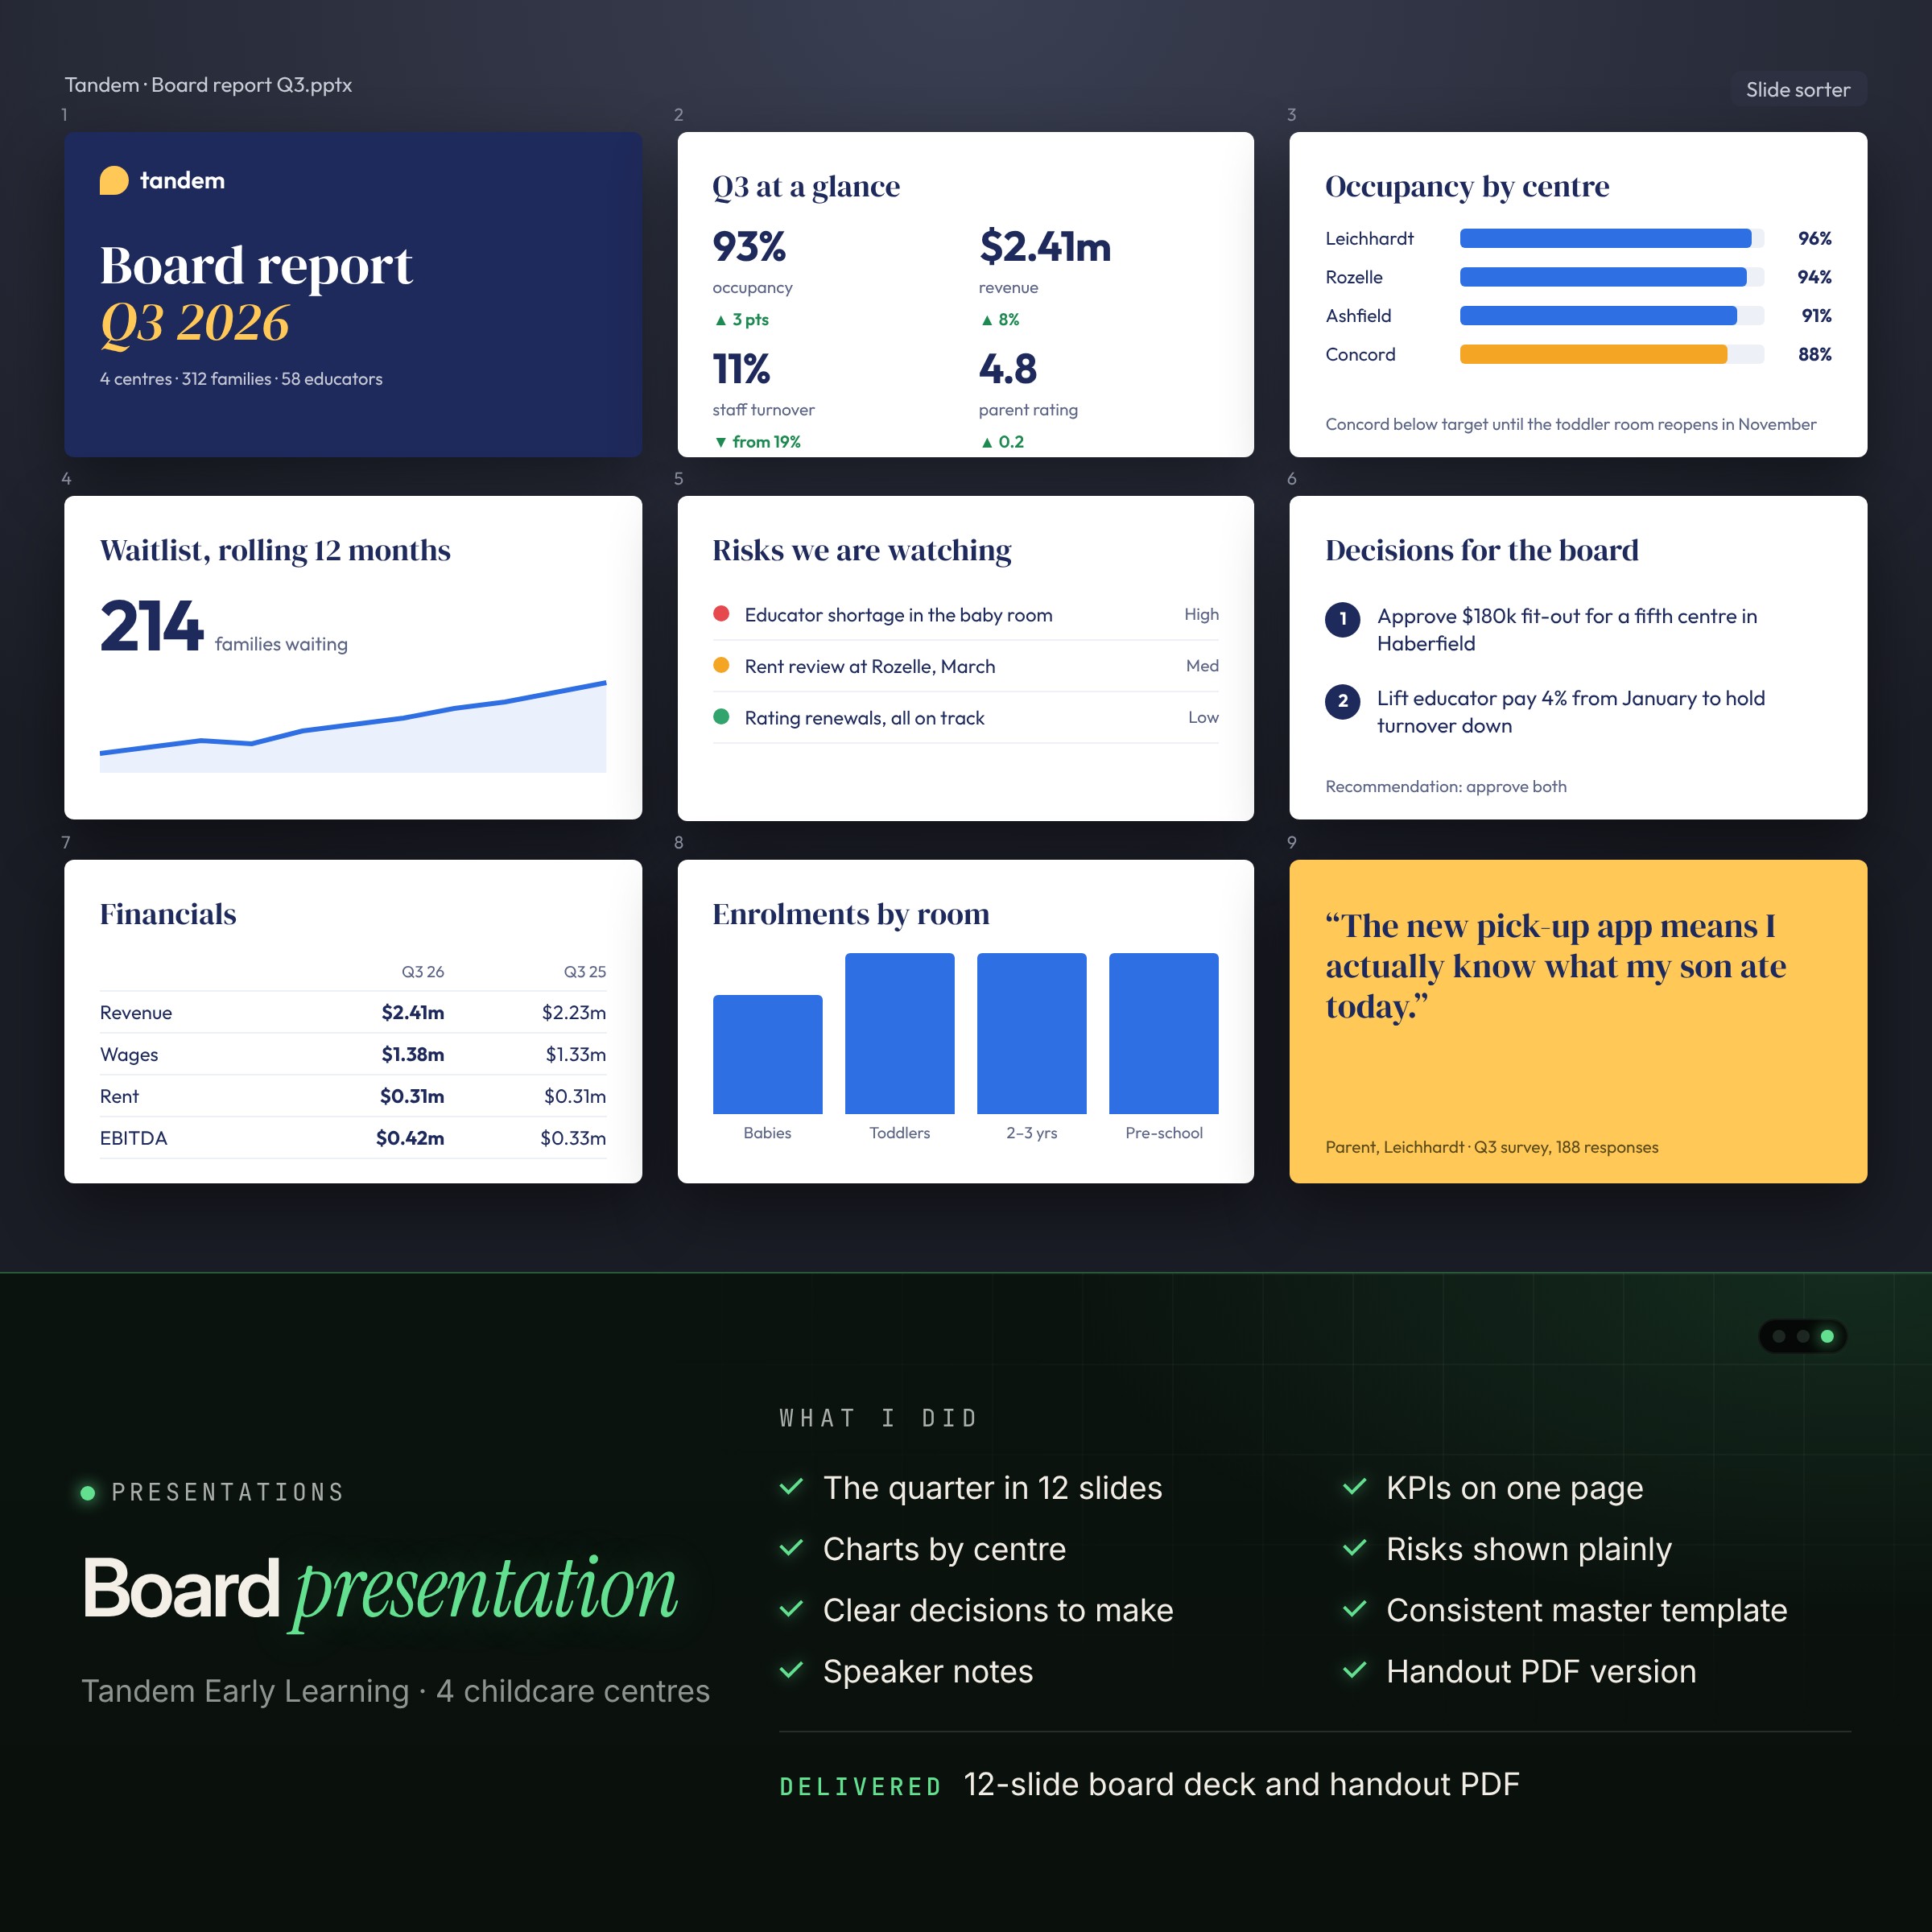 Tandem · Board report Q3.pptx
Slide sorter
1
tandem
Board report
Q3 2026
4 centres · 312 families · 58 educators
2
Q3 at a glance
93%
occupancy
▲ 3 pts
$2.41m
revenue
▲ 8%
11%
staff turnover
▼ from 19%
4.8
parent rating
▲ 0.2
3
Occupancy by centre
Leichhardt 96%
Rozelle 94%
Ashfield 91%
Concord 88%
Concord below target until the toddler room reopens in November
4
Waitlist, rolling 12 months
214 families waiting
5
Risks we are watching
Educator shortage in the baby room High
Rent review at Rozelle, March Med
Rating renewals, all on track Low
6
Decisions for the board
1 Approve $180k fit-out for a fifth centre in
Haberfield
2 Lift educator pay 4% from January to hold
turnover down
Recommendation: approve both
7
Financials
Q3 26 Q3 25
Revenue $2.41m $2.23m
Wages $1.38m $1.33m
Rent $0.31m $0.31m
EBITDA $0.42m $0.33m
8
Enrolments by room
Babies Toddlers 2–3 yrs Pre-school
9
“The new pick-up app means I
actually know what my son ate
today.”
Parent, Leichhardt · Q3 survey, 188 responses
PRESENTATIONS
Board presentation
Tandem Early Learning · 4 childcare centres
WHAT I DID
The quarter in 12 slides
KPIs on one page
Charts by centre
Risks shown plainly
Clear decisions to make
Consistent master template
Speaker notes
Handout PDF version
DELIVERED 12-slide board deck and handout PDF